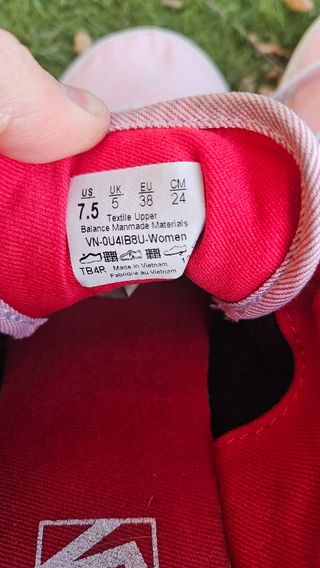 US UK EU CM
7.5 5 38 24
Textile Upper
Balance Manmade Materials
VN-0U4IB8U-Women
TB4R Made in Vietnam
Fabriqué au Vietnam